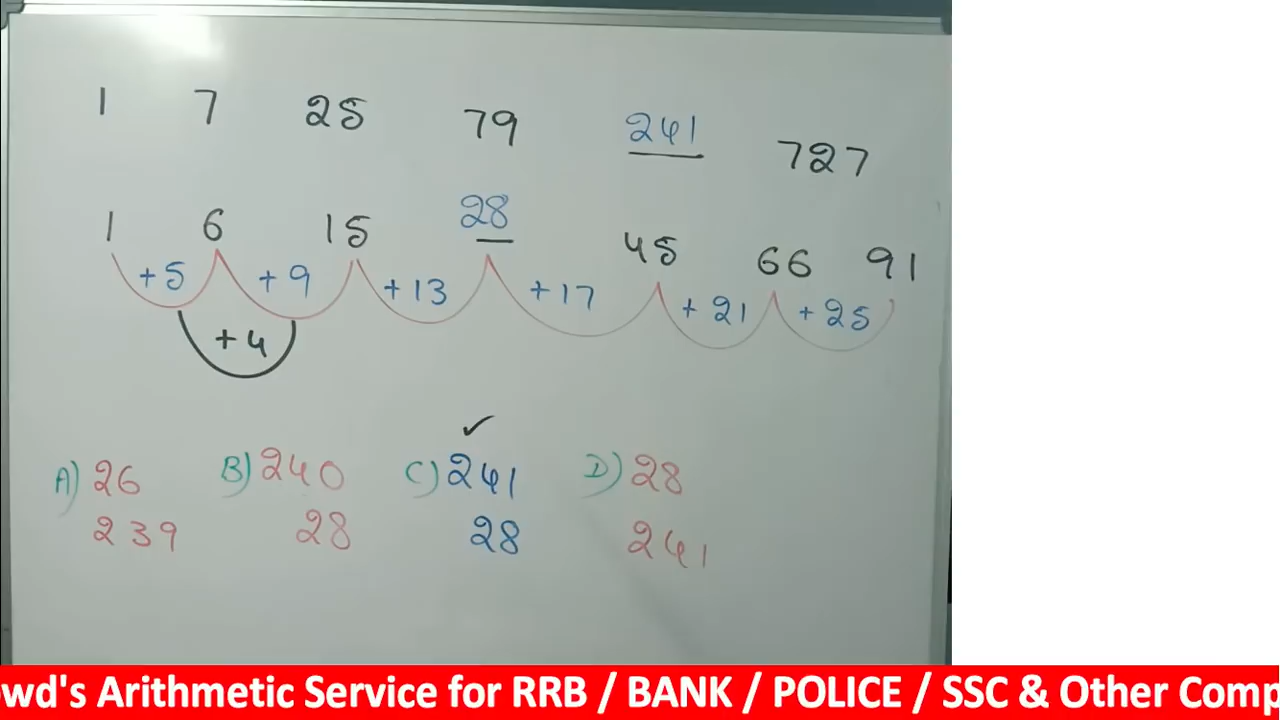 1 7 25 79 241 727
1 6 15 28 45 66 91
+5 +9 +13 +17 +21 +25
+4
✓
A) 26 B) 240 C) 241 D) 28
239 28 28 241
wd's Arithmetic Service for RRB / BANK / POLICE / SSC & Other Comp